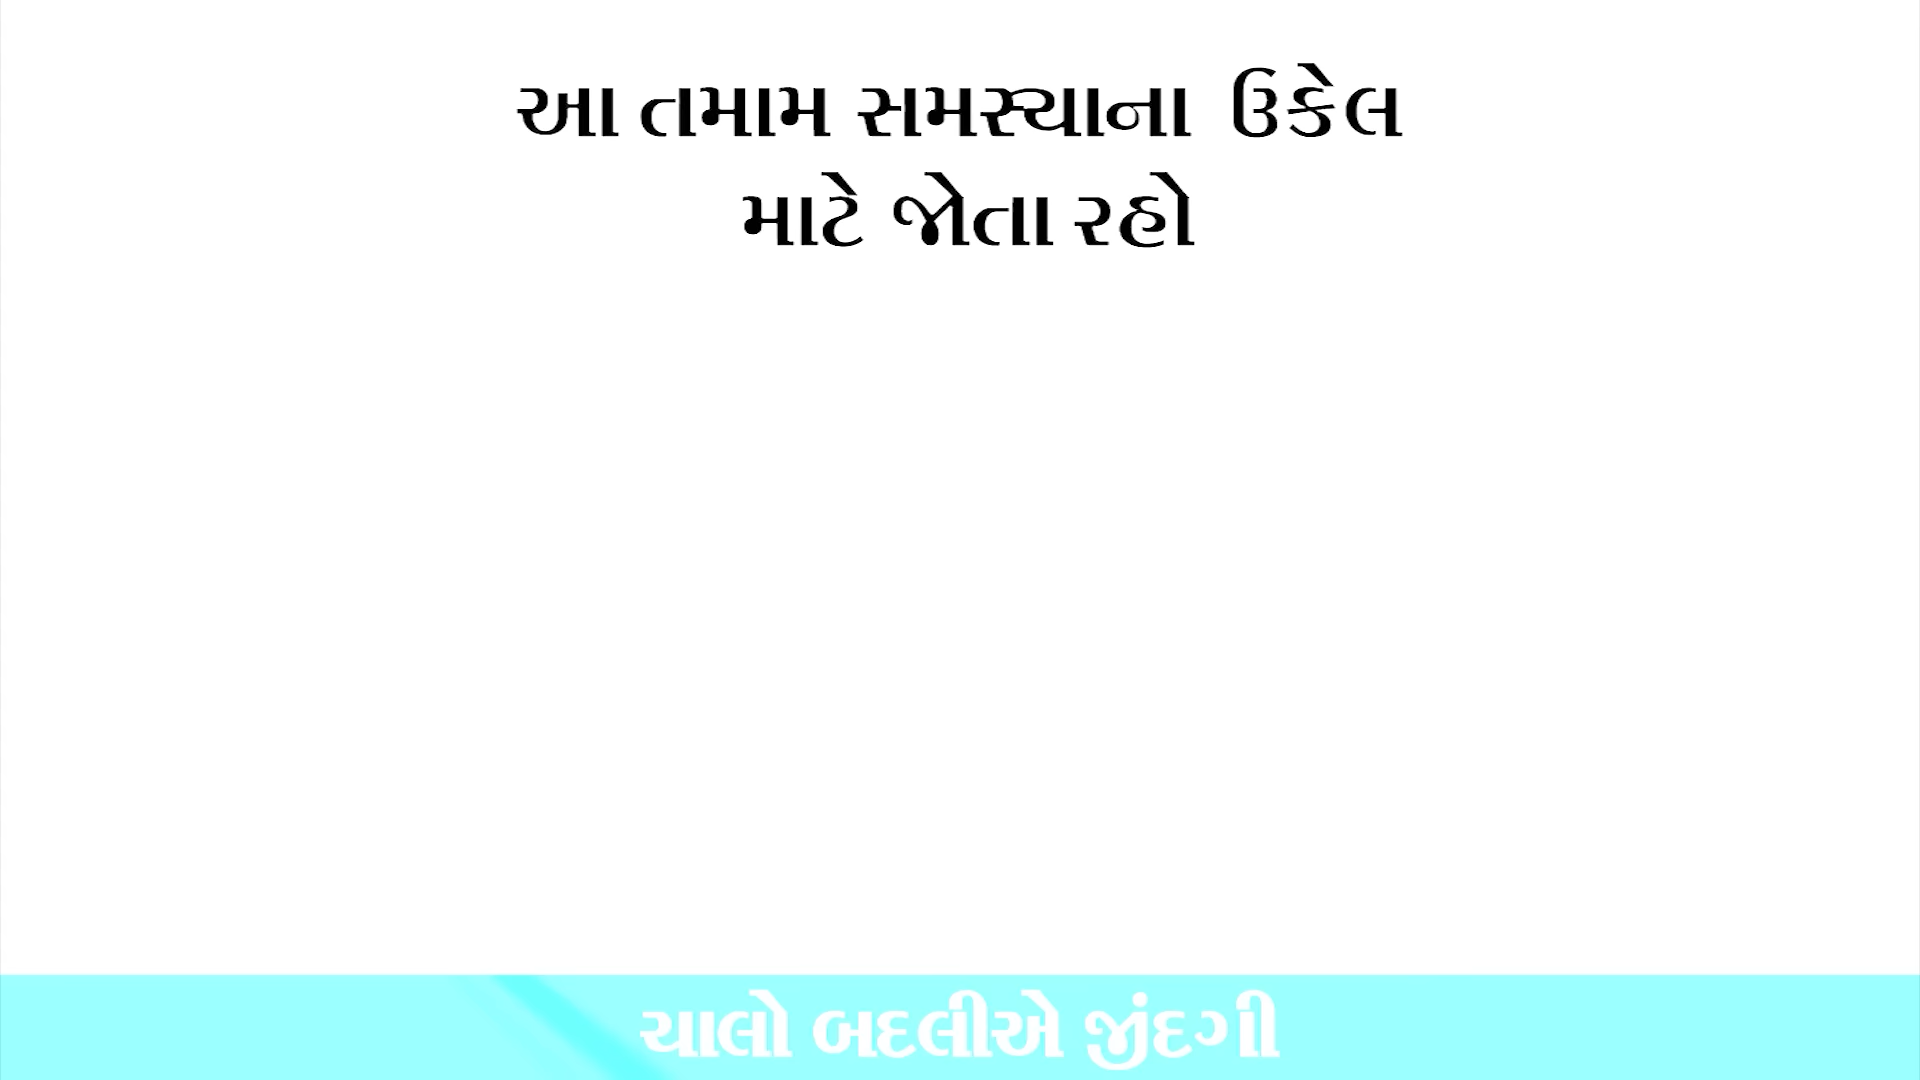 આ તમામ સમસ્યાના ઉકેલ
માટે જોતા રહો
ચાલો બદલીએ જીંદગી